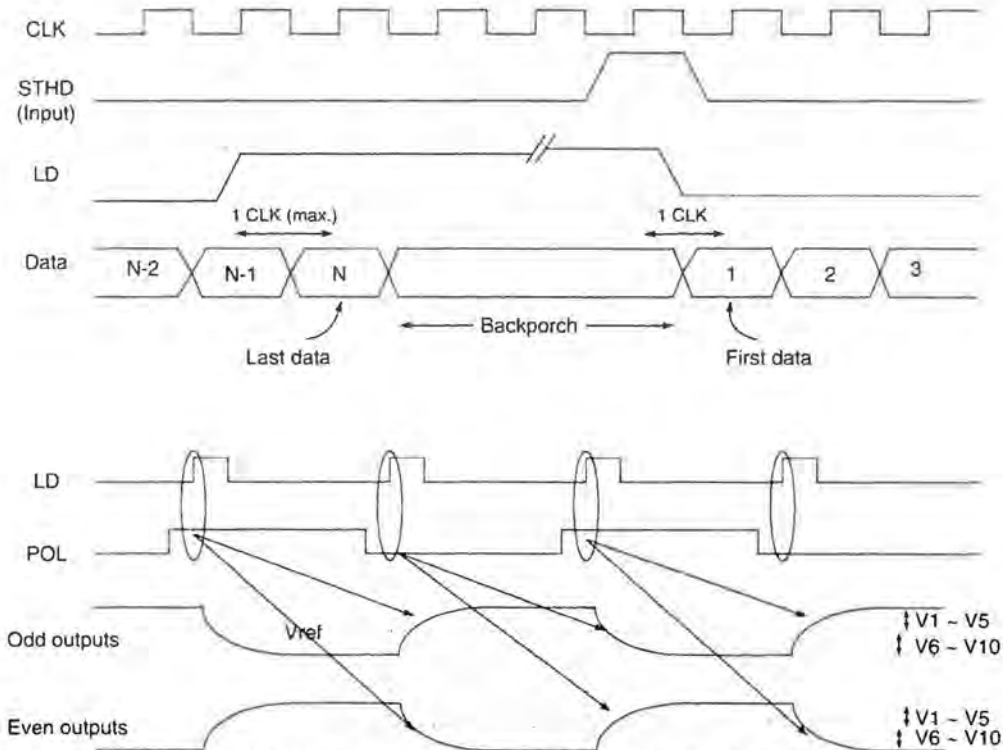 CLK
STHD
(Input)
LD
1 CLK (max.)
1 CLK
Data
N-2
N-1
N
1
2
3
Backporch
Last data
First data
LD
POL
Odd outputs
Vref
V1 ~ V5
V6 ~ V10
Even outputs
V1 ~ V5
V6 ~ V10